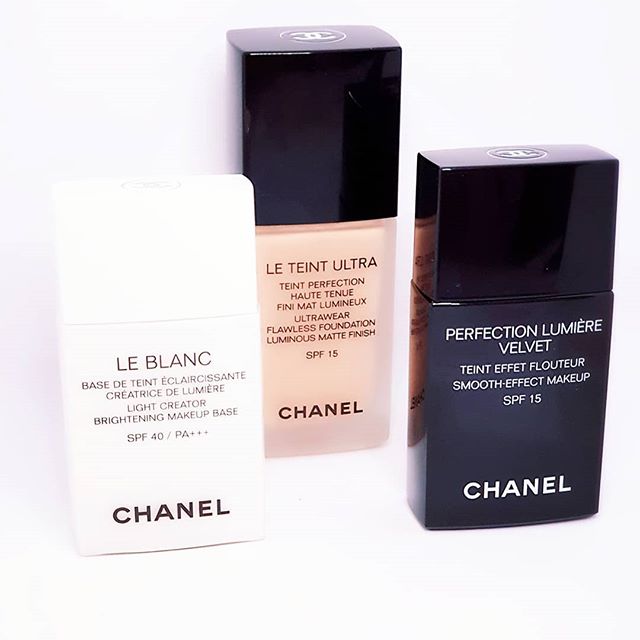 LE BLANC
BASE DE TEINT ÉCLAIRCISSANTE
CRÉATRICE DE LUMIÈRE
LIGHT CREATOR
BRIGHTENING MAKEUP BASE
SPF 40 / PA+++
CHANEL
LE TEINT ULTRA
TEINT PERFECTION
HAUTE TENUE
FINI MAT LUMINEUX
ULTRAWEAR
FLAWLESS FOUNDATION
LUMINOUS MATTE FINISH
SPF 15
CHANEL
PERFECTION LUMIÈRE
VELVET
TEINT EFFET FLOUTEUR
SMOOTH-EFFECT MAKEUP
SPF 15
CHANEL